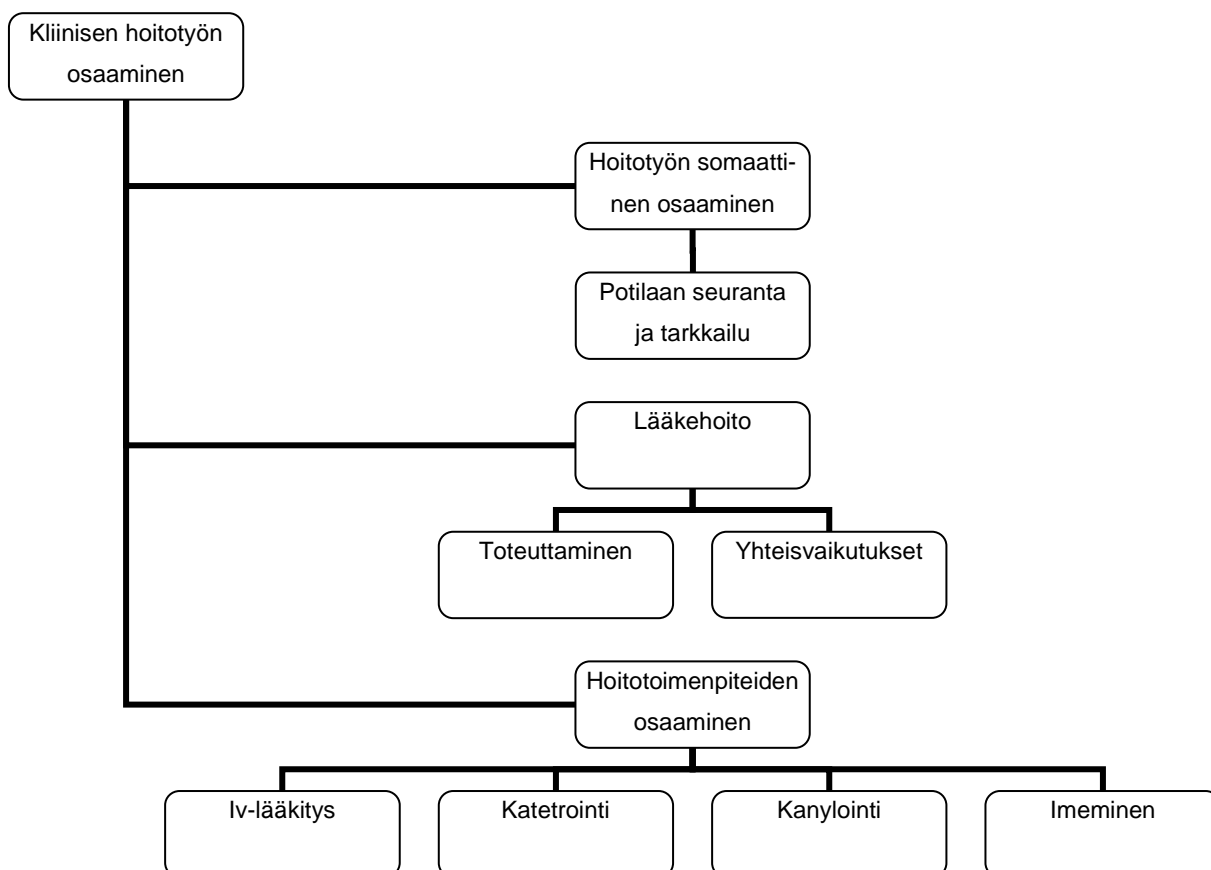 Kliinisen hoitotyön
osaaminen
Hoitotyön somaatti-
nen osaaminen
Potilaan seuranta
ja tarkkailu
Lääkehoito
Toteuttaminen
Yhteisvaikutukset
Hoitotoimenpiteiden
osaaminen
Iv-lääkitys
Katetrointi
Kanylointi
Imeminen